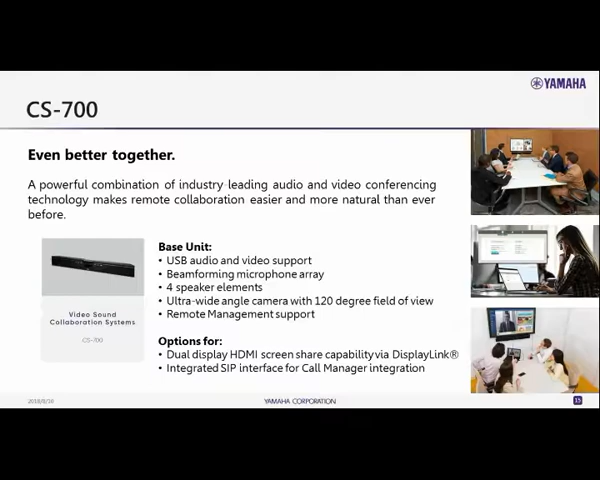 YAMAHA
CS-700
Even better together.
A powerful combination of industry-leading audio and video conferencing
technology makes remote collaboration easier and more natural than ever
before.
Base Unit:
• USB audio and video support
• Beamforming microphone array
• 4 speaker elements
• Ultra-wide angle camera with 120 degree field of view
• Remote Management support
Video Sound
Collaboration Systems
CS-700
Options for:
• Dual display HDMI screen share capability via DisplayLink®
• Integrated SIP interface for Call Manager integration
YAMAHA CORPORATION
15